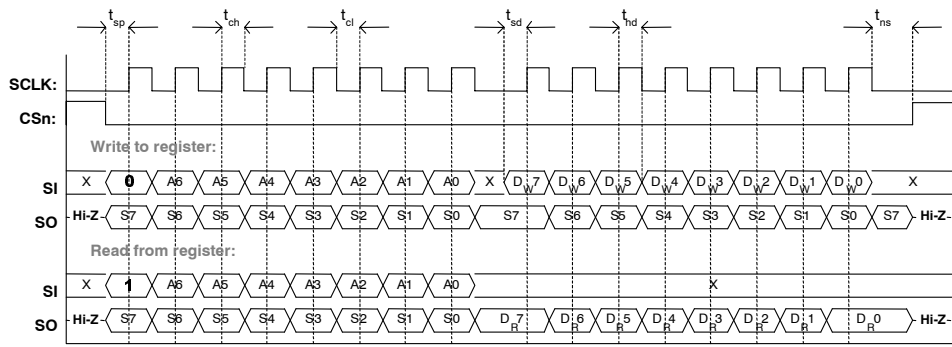 tsp tch tcl tsd thd tns
SCLK:
CSn:
Write to register:
SI X 0 A6 A5 A4 A3 A2 A1 A0 X DW7 DW6 DW5 DW4 DW3 DW2 DW1 DW0 X
SO Hi-Z S7 S6 S5 S4 S3 S2 S1 S0 S7 S6 S5 S4 S3 S2 S1 S0 S7 Hi-Z
Read from register:
SI X 1 A6 A5 A4 A3 A2 A1 A0 X
SO Hi-Z S7 S6 S5 S4 S3 S2 S1 S0 DR7 DR6 DR5 DR4 DR3 DR2 DR1 DR0 Hi-Z